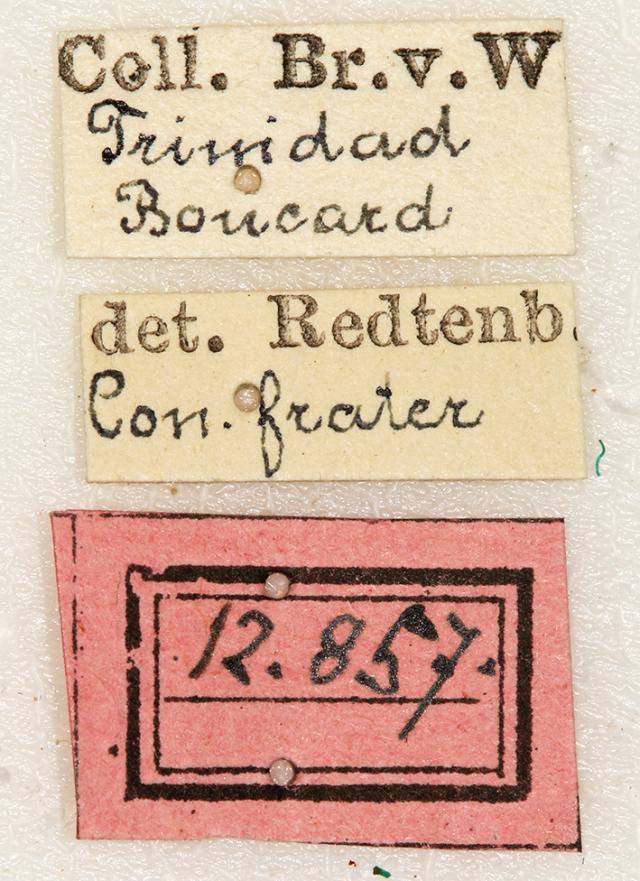 Coll. Br.v.W
Trinidad
Boucard
det. Redtenb.
Con. frater
12.857.